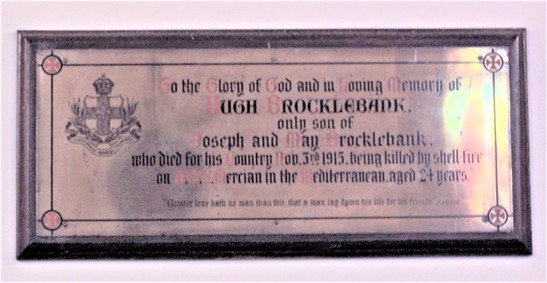 To the Glory of God and in Loving Memory of
HUGH BROCKLEBANK,
only son of
Joseph and May Brocklebank,
who died for his Country Nov. 3rd 1915, being killed by shell fire
on H.M.S. Mercian in the Mediterranean, aged 24 years.
"Greater love hath no man than this, that a man lay down his life for his friends"